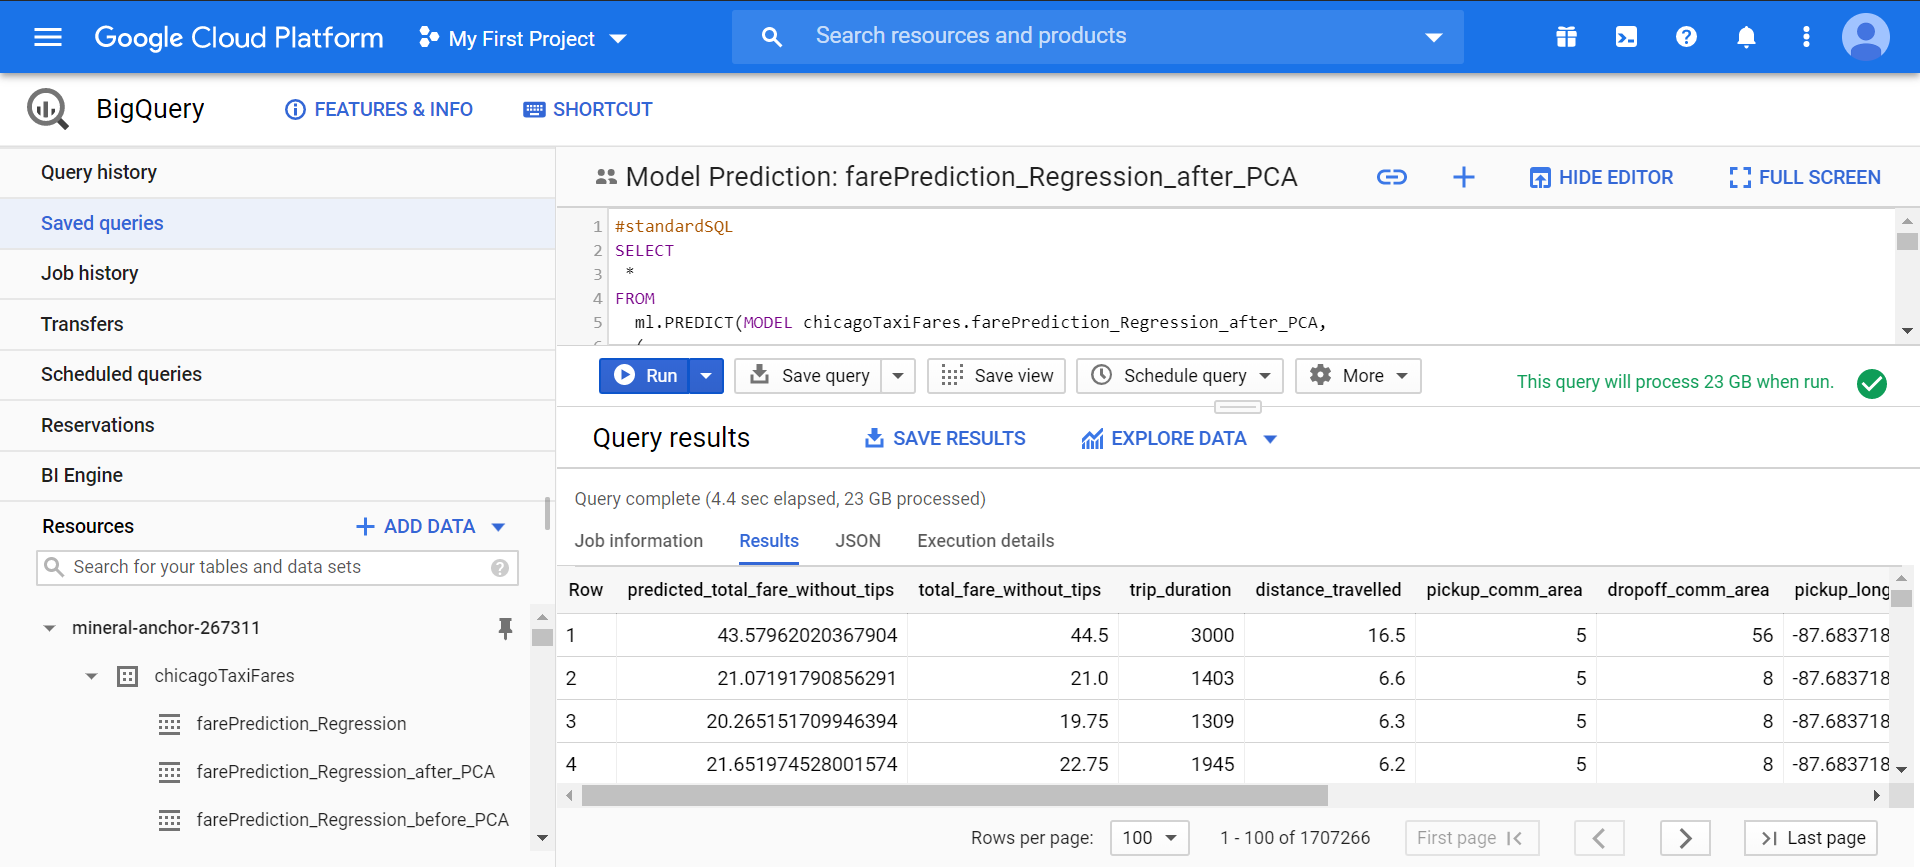 Google Cloud Platform My First Project Search resources and products
BigQuery FEATURES & INFO SHORTCUT
Query history
Saved queries
Job history
Transfers
Scheduled queries
Reservations
BI Engine
Resources ADD DATA
Search for your tables and data sets
mineral-anchor-267311
chicagoTaxiFares
farePrediction_Regression
farePrediction_Regression_after_PCA
farePrediction_Regression_before_PCA
Model Prediction: farePrediction_Regression_after_PCA HIDE EDITOR FULL SCREEN
1 #standardSQL
2 SELECT
3 *
4 FROM
5 ml.PREDICT(MODEL chicagoTaxiFares.farePrediction_Regression_after_PCA,
6 (
Run Save query Save view Schedule query More This query will process 23 GB when run.
Query results SAVE RESULTS EXPLORE DATA
Query complete (4.4 sec elapsed, 23 GB processed)
Job information Results JSON Execution details
Row predicted_total_fare_without_tips total_fare_without_tips trip_duration distance_travelled pickup_comm_area dropoff_comm_area pickup_long
1 43.57962020367904 44.5 3000 16.5 5 56 -87.683718
2 21.07191790856291 21.0 1403 6.6 5 8 -87.683718
3 20.265151709946394 19.75 1309 6.3 5 8 -87.683718
4 21.651974528001574 22.75 1945 6.2 5 8 -87.683718
Rows per page: 100 1 - 100 of 1707266 First page Last page